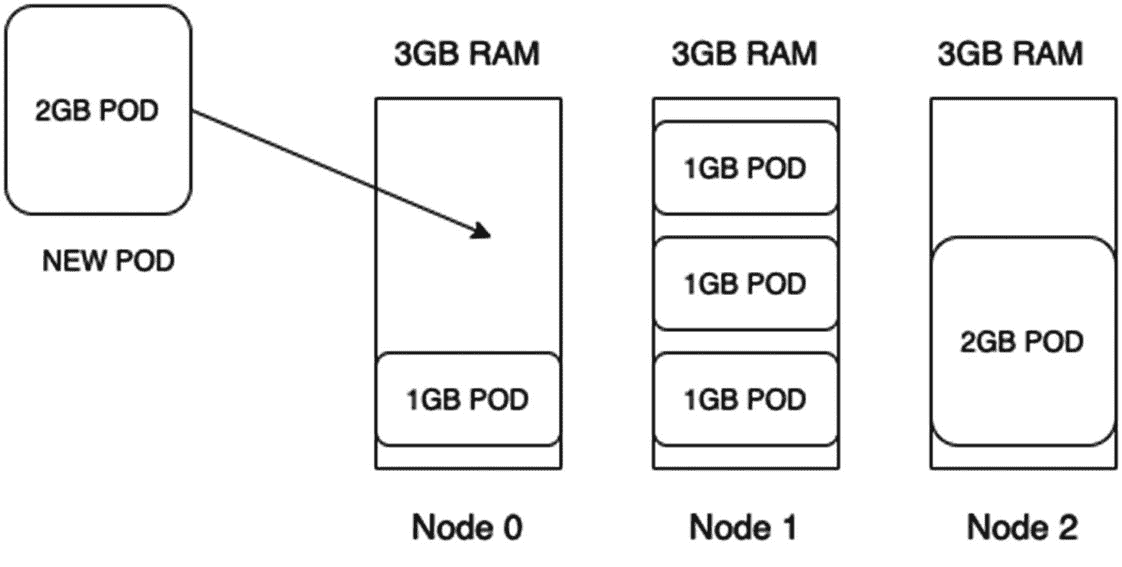 2GB POD
NEW POD
3GB RAM
1GB POD
Node 0
3GB RAM
1GB POD
1GB POD
1GB POD
Node 1
3GB RAM
2GB POD
Node 2